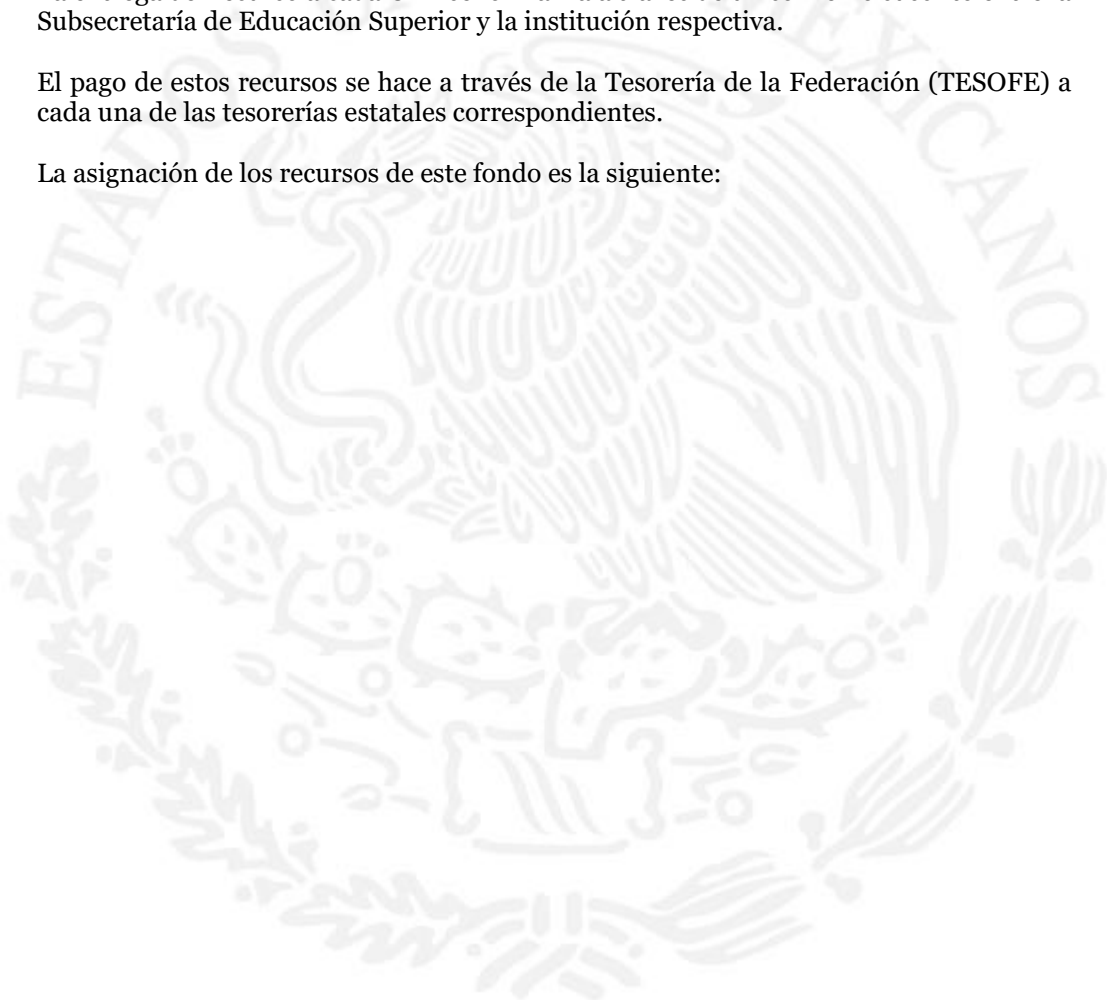 Subsecretaría de Educación Superior y la institución respectiva.
El pago de estos recursos se hace a través de la Tesorería de la Federación (TESOFE) a
cada una de las tesorerías estatales correspondientes.
La asignación de los recursos de este fondo es la siguiente:
ESTADOS
EXICANOS